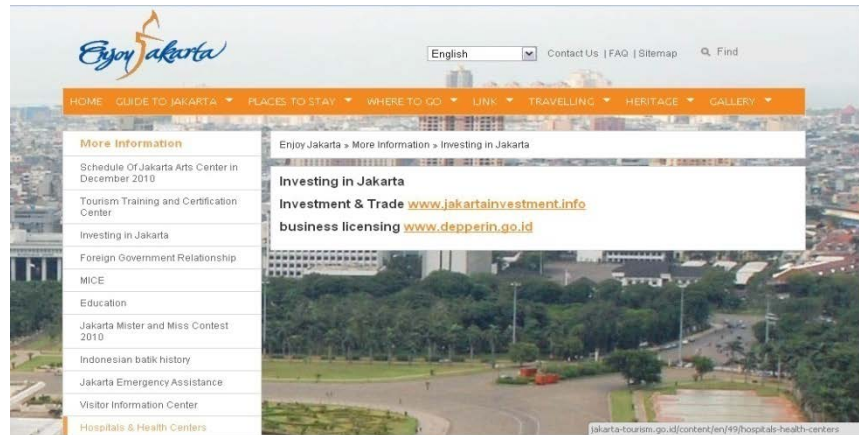 Enjoy Jakarta
English
Contact Us | FAQ | Sitemap
Find
HOME GUIDE TO JAKARTA PLACES TO STAY WHERE TO GO LINK TRAVELLING HERITAGE GALLERY
More Information
Schedule Of Jakarta Arts Center in
December 2010
Tourism Training and Certification
Center
Investing in Jakarta
Foreign Government Relationship
MICE
Education
Jakarta Mister and Miss Contest
2010
Indonesian batik history
Jakarta Emergency Assistance
Visitor Information Center
Hospitals & Health Centers
Enjoy Jakarta » More Information » Investing in Jakarta
Investing in Jakarta
Investment & Trade www.jakartainvestment.info
business licensing www.depperin.go.id
jakarta-tourism.go.id/content/en/49/hospitals-health-centers